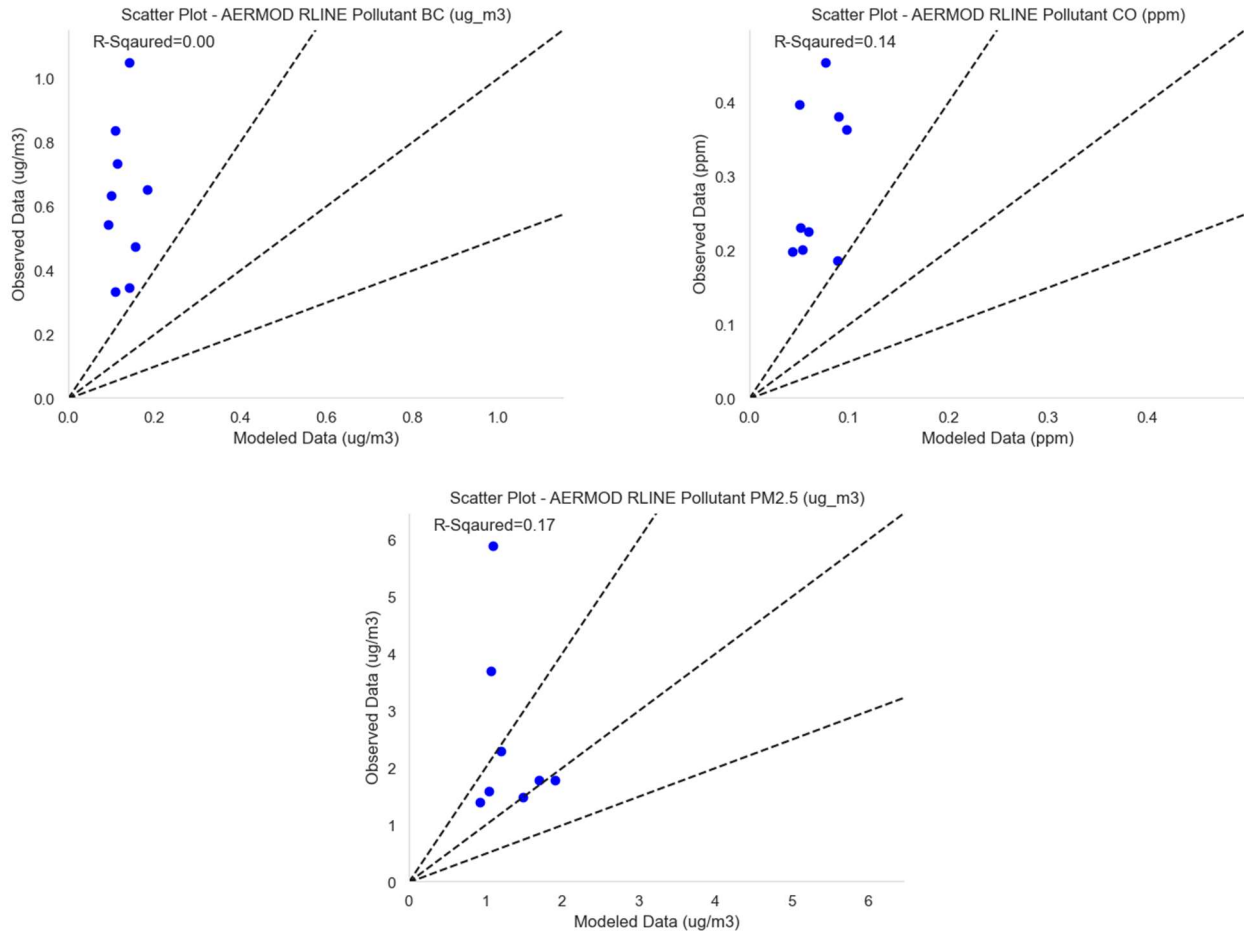 Scatter Plot - AERMOD RLINE Pollutant BC (ug_m3)
R-Sqaured=0.00
Observed Data (ug/m3)
1.0
0.8
0.6
0.4
0.2
0.0
0.0 0.2 0.4 0.6 0.8 1.0
Modeled Data (ug/m3)
Scatter Plot - AERMOD RLINE Pollutant CO (ppm)
R-Sqaured=0.14
Observed Data (ppm)
0.4
0.3
0.2
0.1
0.0
0.0 0.1 0.2 0.3 0.4
Modeled Data (ppm)
Scatter Plot - AERMOD RLINE Pollutant PM2.5 (ug_m3)
R-Sqaured=0.17
Observed Data (ug/m3)
6
5
4
3
2
1
0
0 1 2 3 4 5 6
Modeled Data (ug/m3)